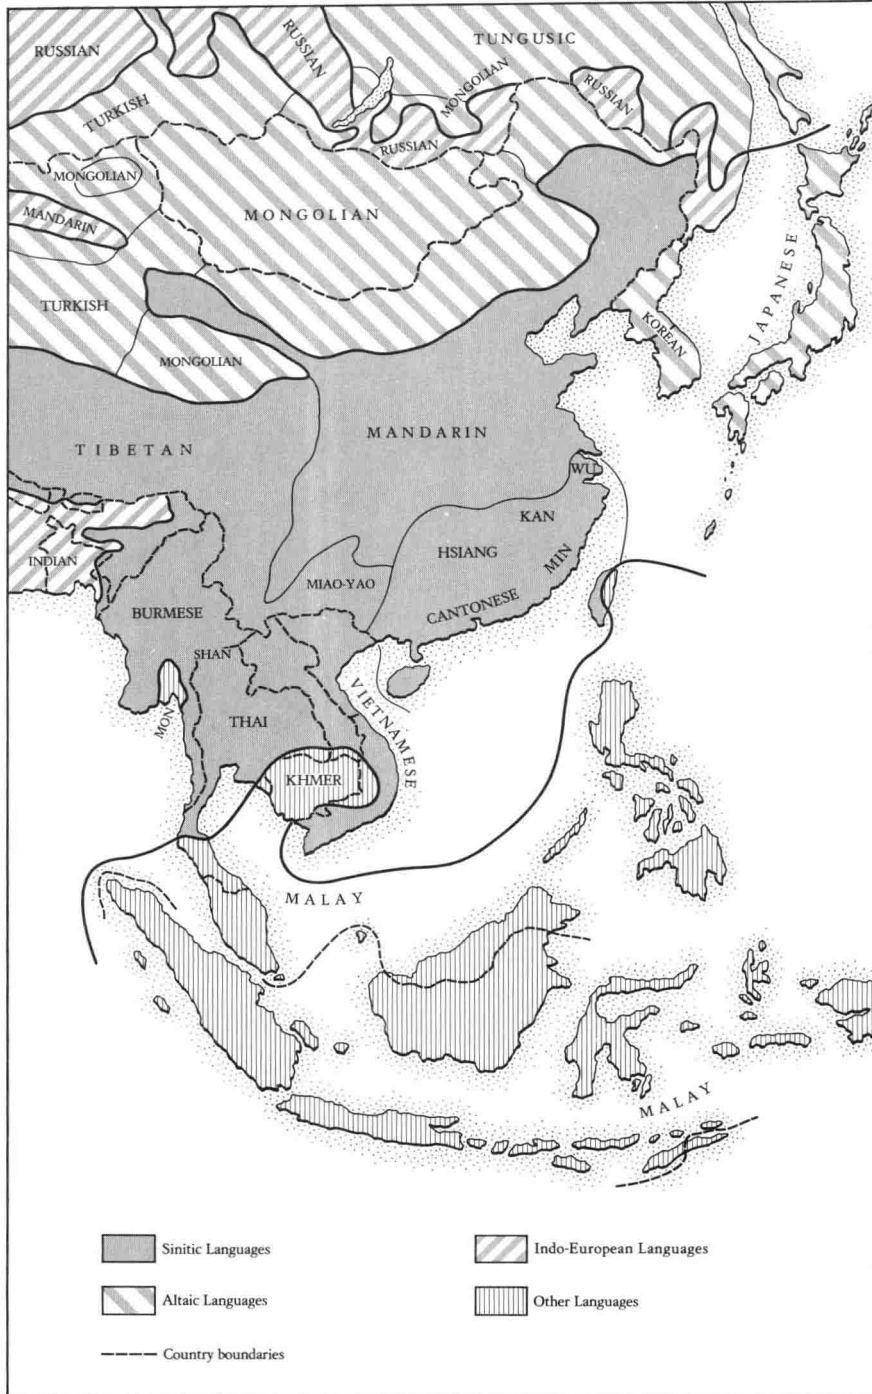 RUSSIAN
RUSSIAN
TUNGUSIC
TURKISH
MONGOLIAN
RUSSIAN
RUSSIAN
MONGOLIAN
MANDARIN
MONGOLIAN
TURKISH
MONGOLIAN
KOREAN
JAPANESE
TIBETAN
MANDARIN
WU
KAN
INDIAN
HSIANG
MIN
MIAO-YAO
CANTONESE
BURMESE
SHAN
VIETNAMESE
MON
THAI
KHMER
MALAY
MALAY
Sinitic Languages
Indo-European Languages
Altaic Languages
Other Languages
Country boundaries